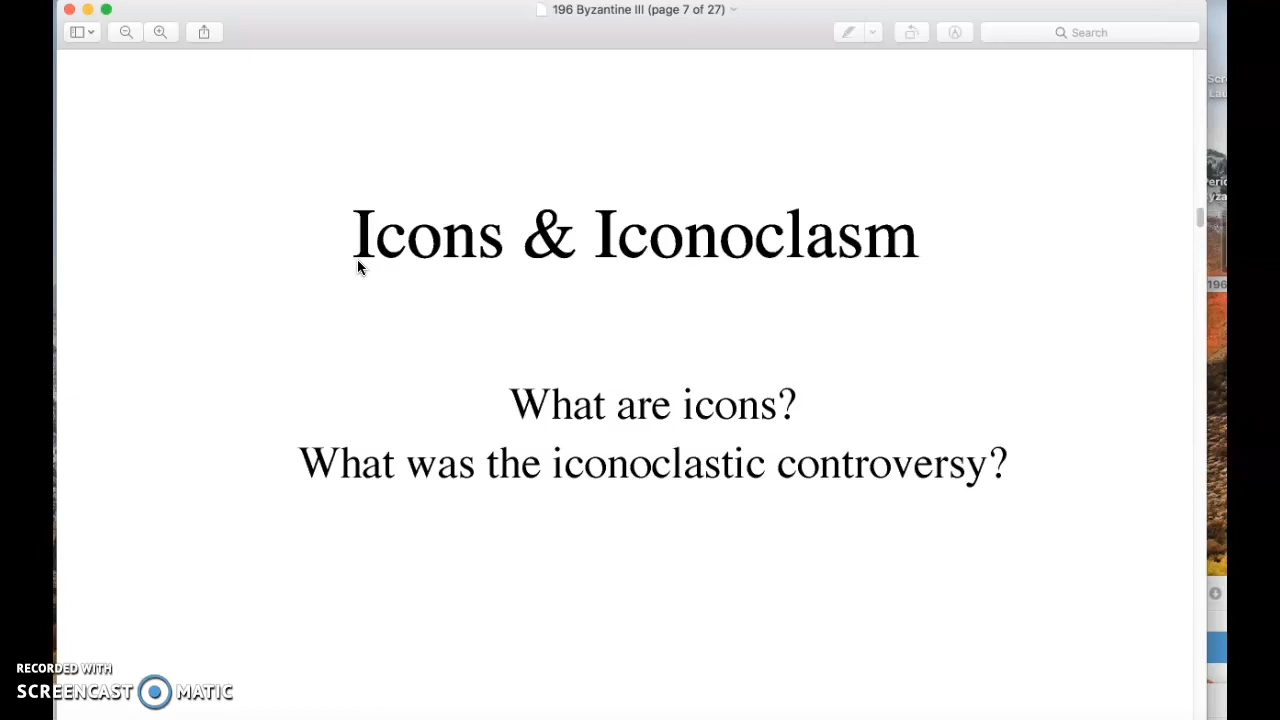 196 Byzantine III (page 7 of 27)
Search
Icons & Iconoclasm
What are icons?
What was the iconoclastic controversy?
196
RECORDED WITH
SCREENCAST MATIC